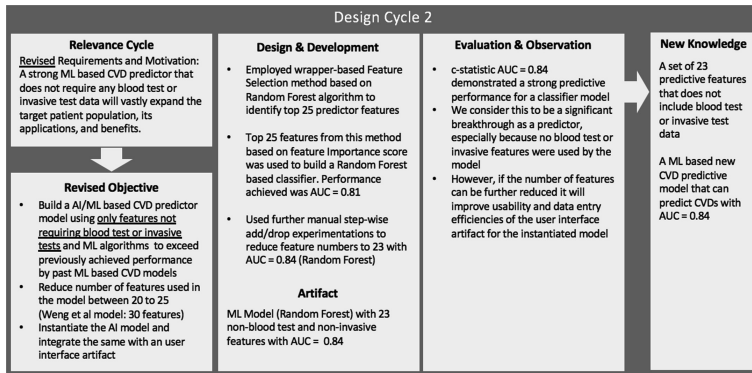 Design Cycle 2
Relevance Cycle
Revised Requirements and Motivation:
A strong ML based CVD predictor that
does not require any blood test or
invasive test data will vastly expand the
target patient population, its
applications, and benefits.
Revised Objective
• Build a AI/ML based CVD predictor
model using only features not
requiring blood test or invasive
tests and ML algorithms to exceed
previously achieved performance
by past ML based CVD models
• Reduce number of features used in
the model between 20 to 25
(Weng et al model: 30 features)
• Instantiate the AI model and
integrate the same with an user
interface artifact
Design & Development
• Employed wrapper-based Feature
Selection method based on
Random Forest algorithm to
identify top 25 predictor features
• Top 25 features from this method
based on feature Importance score
was used to build a Random Forest
based classifier. Performance
achieved was AUC = 0.81
• Used further manual step-wise
add/drop experimentations to
reduce feature numbers to 23 with
AUC = 0.84 (Random Forest)
Artifact
ML Model (Random Forest) with 23
non-blood test and non-invasive
features with AUC = 0.84
Evaluation & Observation
• c-statistic AUC = 0.84
demonstrated a strong predictive
performance for a classifier model
• We consider this to be a significant
breakthrough as a predictor,
especially because no blood test or
invasive features were used by the
model
• However, if the number of features
can be further reduced it will
improve usability and data entry
efficiencies of the user interface
artifact for the instantiated model
New Knowledge
A set of 23
predictive features
that does not
include blood test
or invasive test
data
A ML based new
CVD predictive
model that can
predict CVDs with
AUC = 0.84